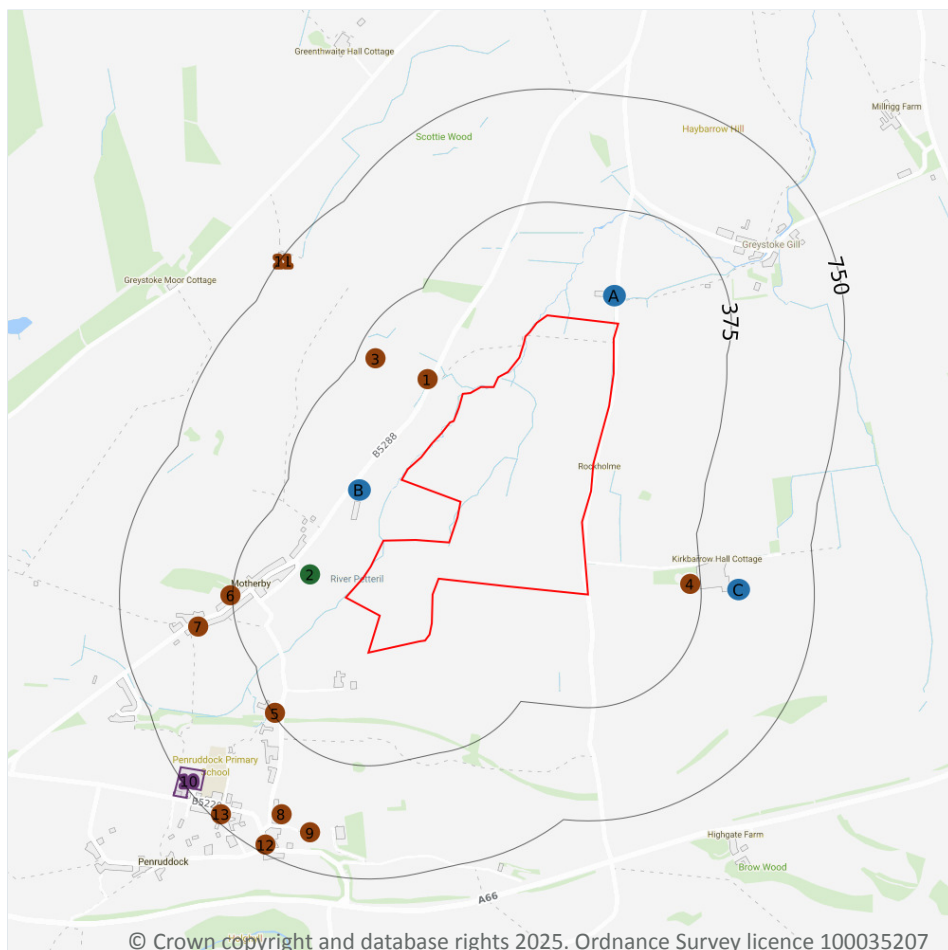 Greenthwaite Hall Cottage
Millrigg Farm
Haybarrow Hill
Scottie Wood
Greystoke Gill
11
750
Greystoke Moor Cottage
A
375
3
1
B5288
Rockholme
B
Kirkbarrow Hall Cottage
2
River Petteril
Motherby
4
C
6
7
5
Penruddock Primary
School
10
B522
13
8
9
12
Highgate Farm
Penruddock
Brow Wood
A66
© Crown copyright and database rights 2025. Ordnance Survey licence 100035207